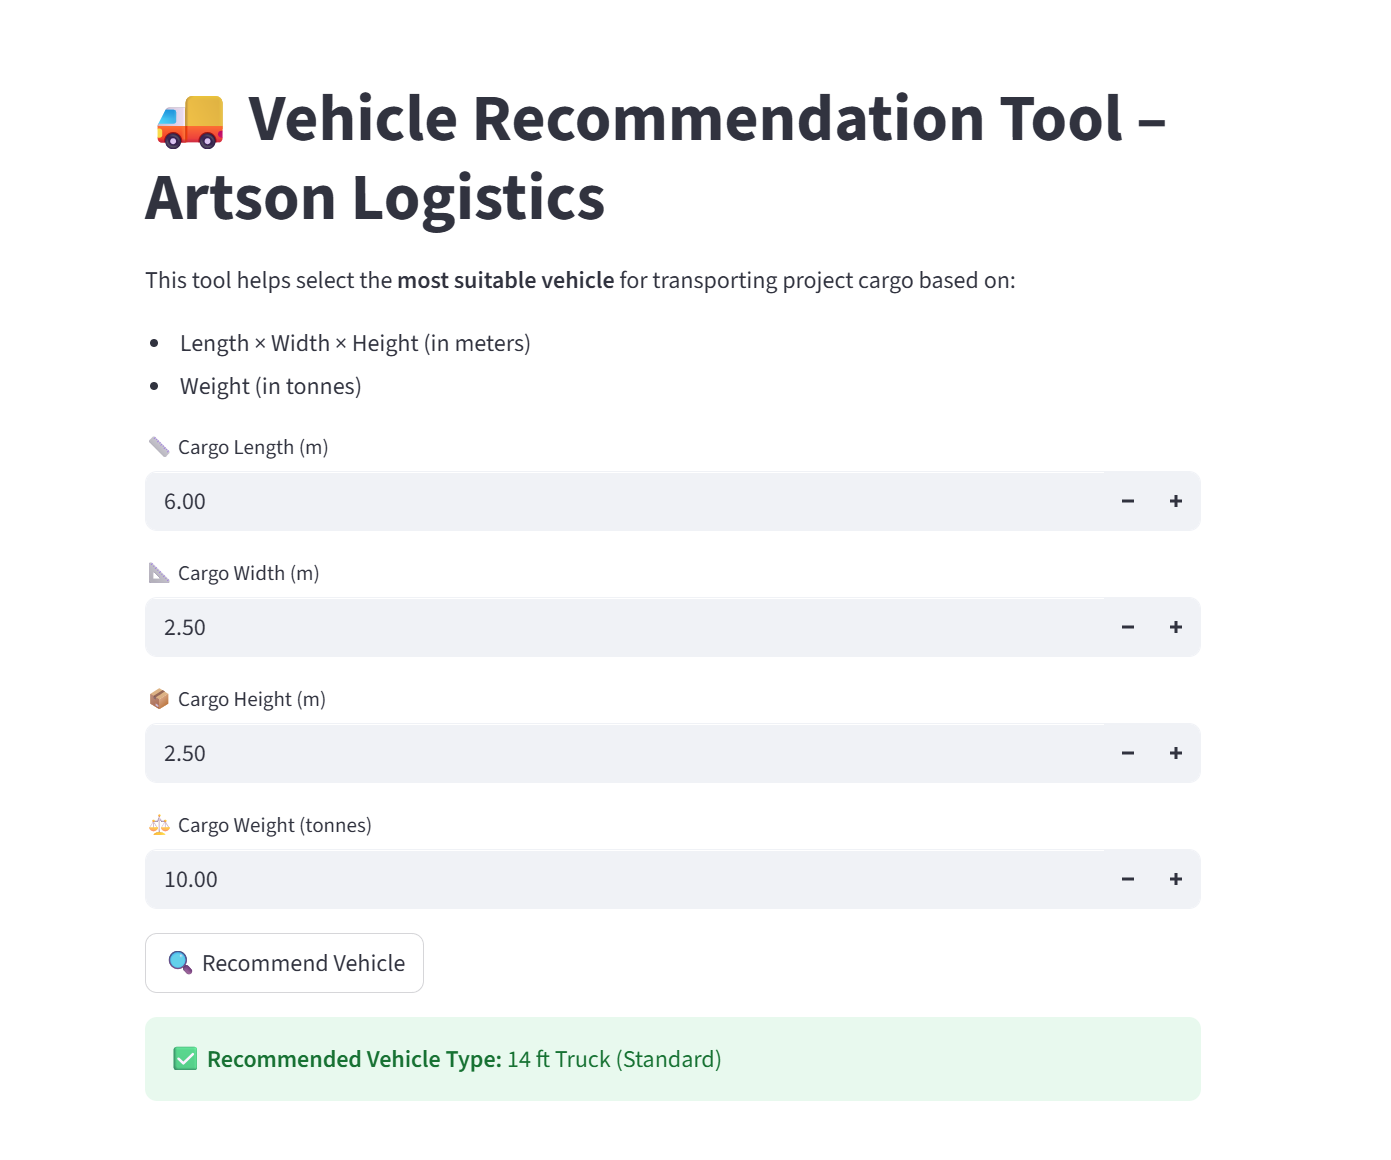 🚚 Vehicle Recommendation Tool –
Artson Logistics
This tool helps select the most suitable vehicle for transporting project cargo based on:
• Length × Width × Height (in meters)
• Weight (in tonnes)
📏 Cargo Length (m)
6.00 − +
📐 Cargo Width (m)
2.50 − +
📦 Cargo Height (m)
2.50 − +
⚖️ Cargo Weight (tonnes)
10.00 − +
🔍 Recommend Vehicle
✅ Recommended Vehicle Type: 14 ft Truck (Standard)